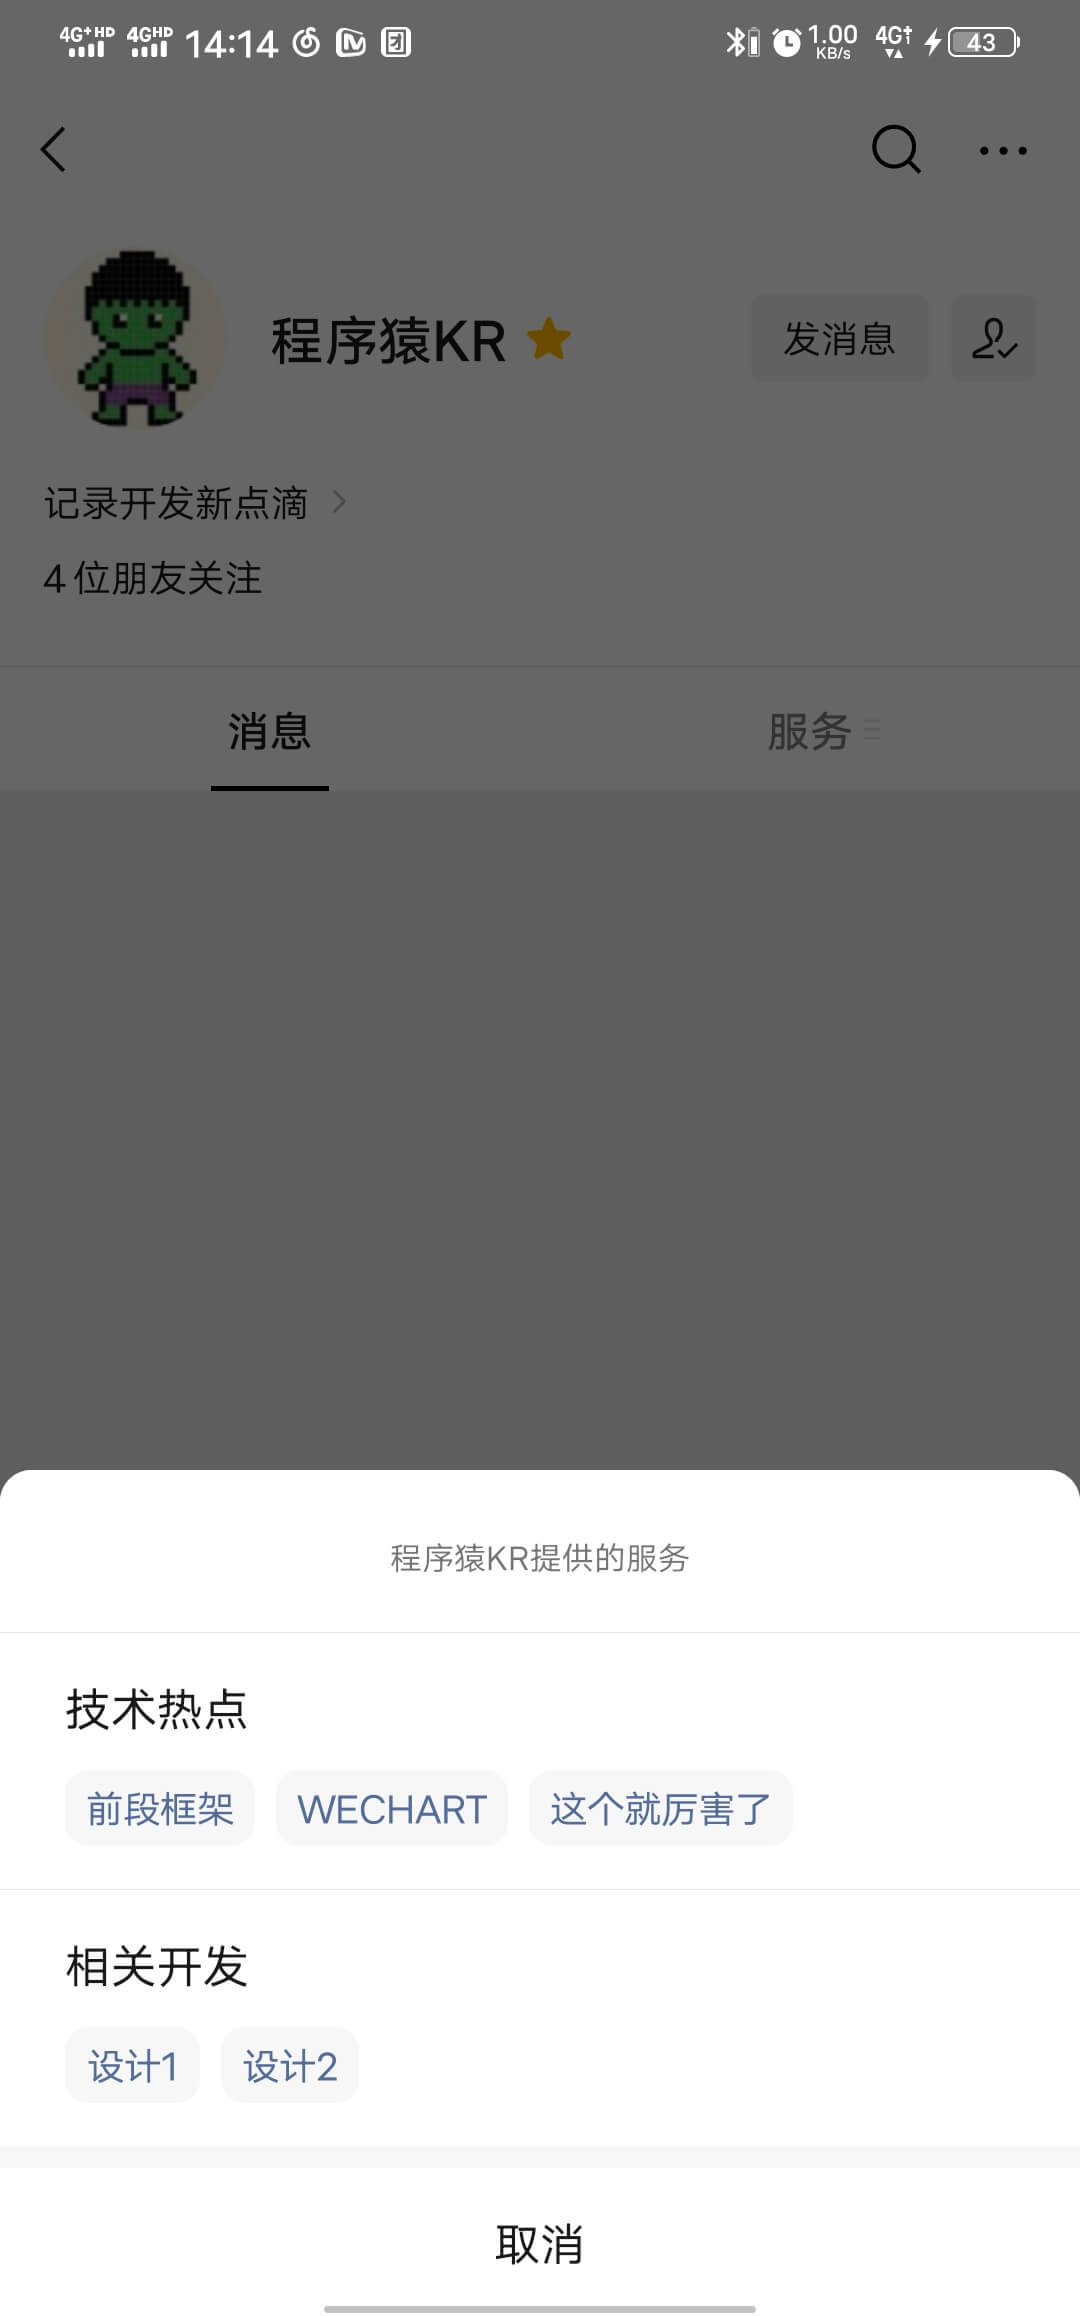 4G+HD 4GHD 14:14 1.00 KB/s 4G+ 43
程序猿KR
发消息
记录开发新点滴
4位朋友关注
消息
服务
程序猿KR提供的服务
技术热点
前段框架 WECHART 这个就厉害了
相关开发
设计1 设计2
取消